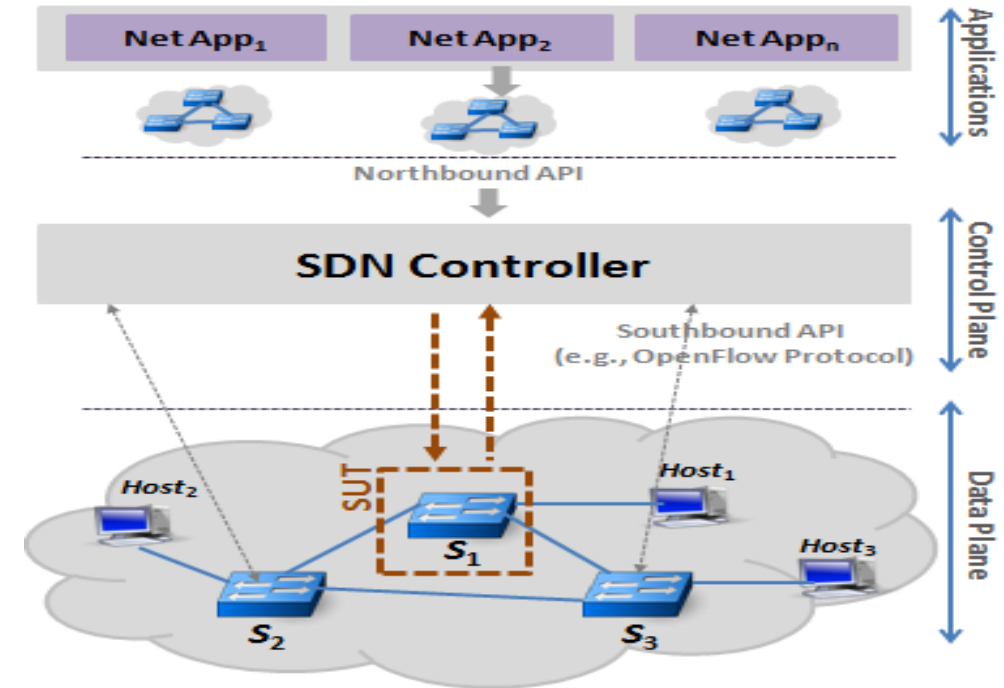 Net App1
Net App2
Net Appn
Applications
Northbound API
SDN Controller
Control Plane
Southbound API
(e.g., OpenFlow Protocol)
SUT
Host2
Host1
S1
Host3
S2
S3
Data Plane